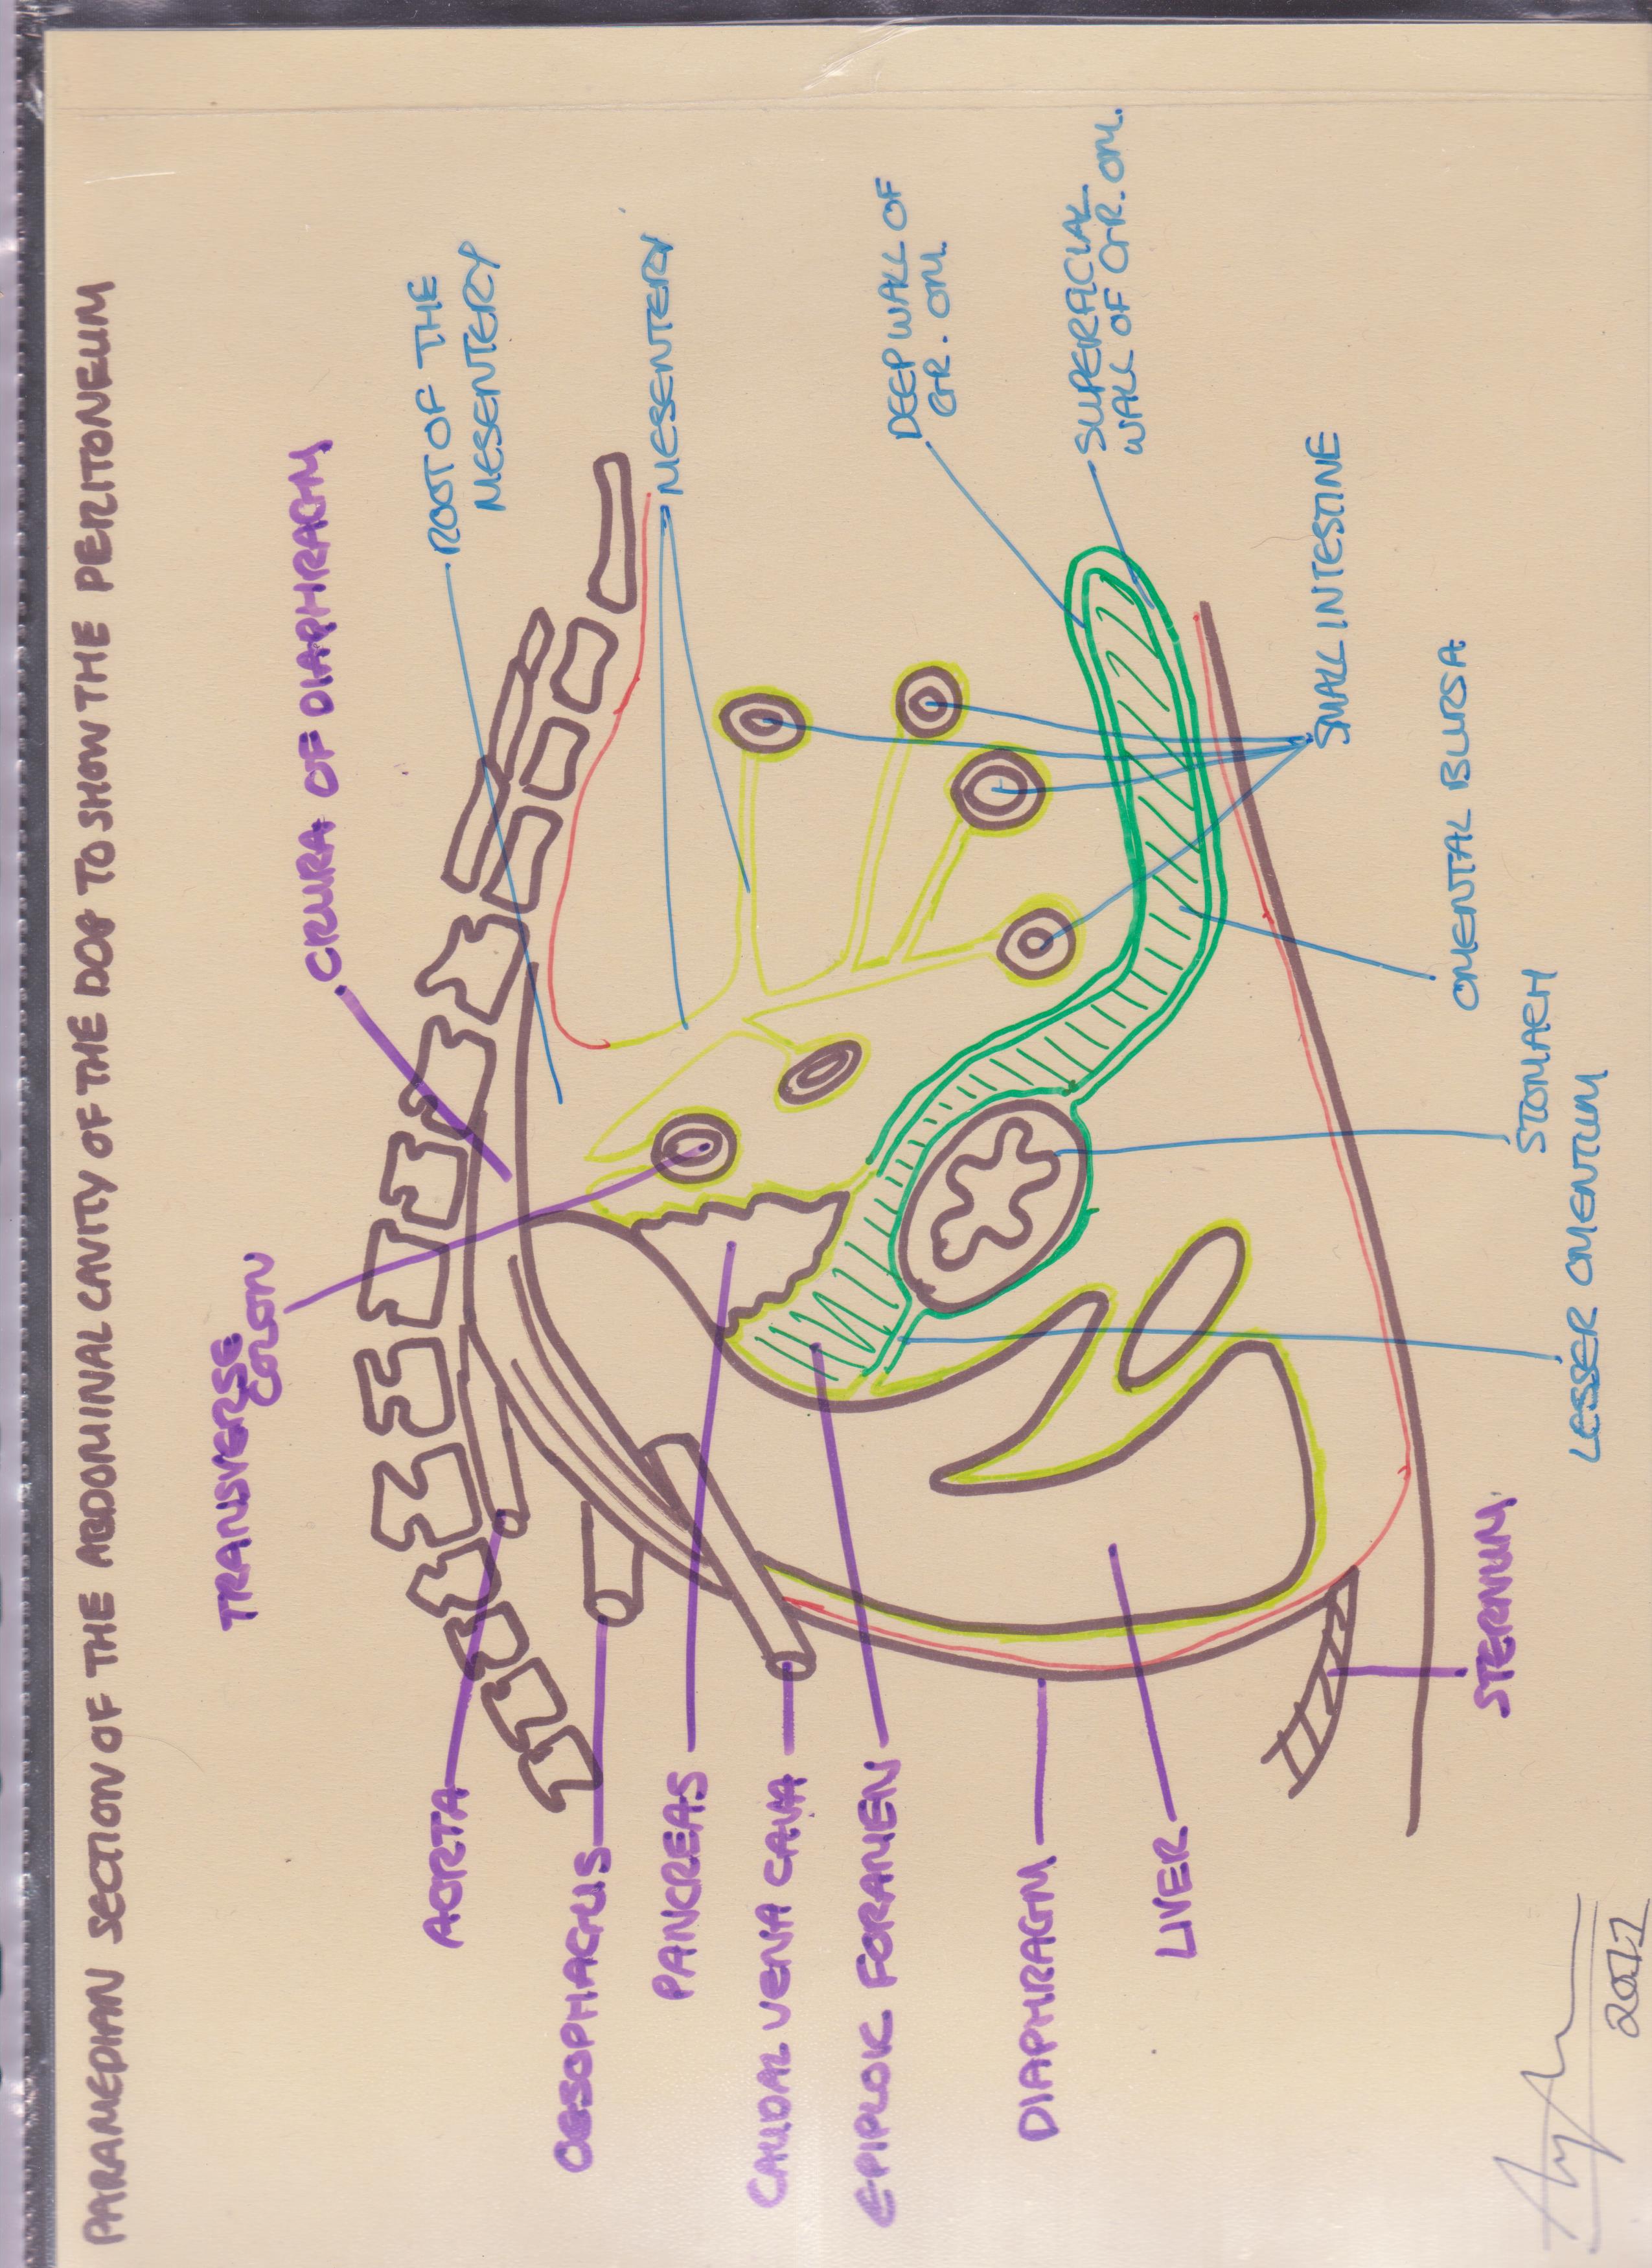 PARAMEDIAN SECTION OF THE ABDOMINAL CAVITY OF THE DOG TO SHOW THE PERITONEUM
TRANSVERSE
COLON
CRURA OF DIAPHRAGM
ROOT OF THE
MESENTERY
MESENTERY
DEEP WALL OF
GR. OM.
SUPERFICIAL
WALL OF GR. OM.
SMALL INTESTINE
OMENTAL BURSA
STOMACH
LESSER OMENTUM
STERNUM
AORTA
OESOPHAGUS
PANCREAS
CAUDAL VENA CAVA
EPIPLOIC FORAMEN
DIAPHRAGM
LIVER
2011